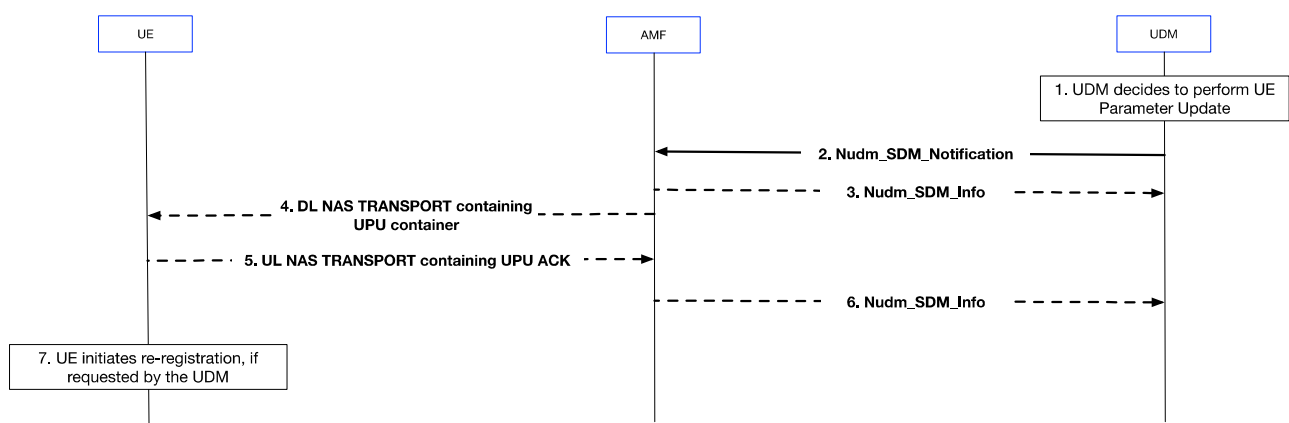 UE
AMF
UDM
1. UDM decides to perform UE
Parameter Update
2. Nudm_SDM_Notification
3. Nudm_SDM_Info
4. DL NAS TRANSPORT containing
UPU container
5. UL NAS TRANSPORT containing UPU ACK
6. Nudm_SDM_Info
7. UE initiates re-registration, if
requested by the UDM